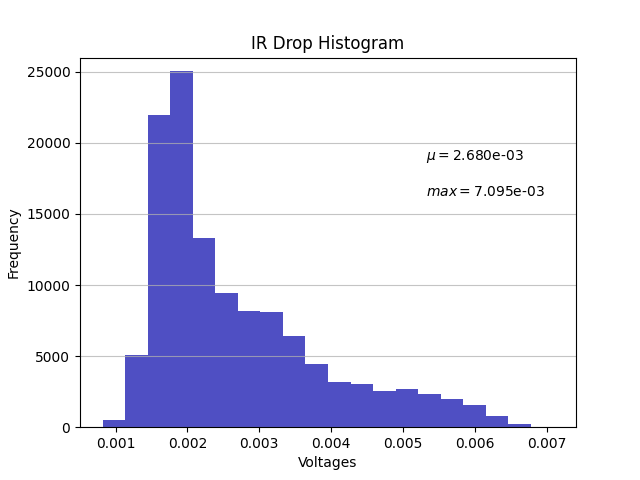 IR Drop Histogram
25000
20000
15000
10000
5000
0
Frequency
μ = 2.680e-03
max = 7.095e-03
0.001 0.002 0.003 0.004 0.005 0.006 0.007
Voltages